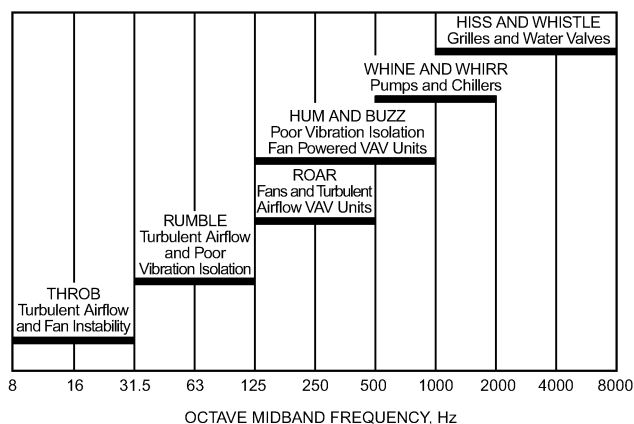 HISS AND WHISTLE
Grilles and Water Valves
WHINE AND WHIRR
Pumps and Chillers
HUM AND BUZZ
Poor Vibration Isolation
Fan Powered VAV Units
ROAR
Fans and Turbulent
Airflow VAV Units
RUMBLE
Turbulent Airflow
and Poor
Vibration Isolation
THROB
Turbulent Airflow
and Fan Instability
8 16 31.5 63 125 250 500 1000 2000 4000 8000
OCTAVE MIDBAND FREQUENCY, Hz